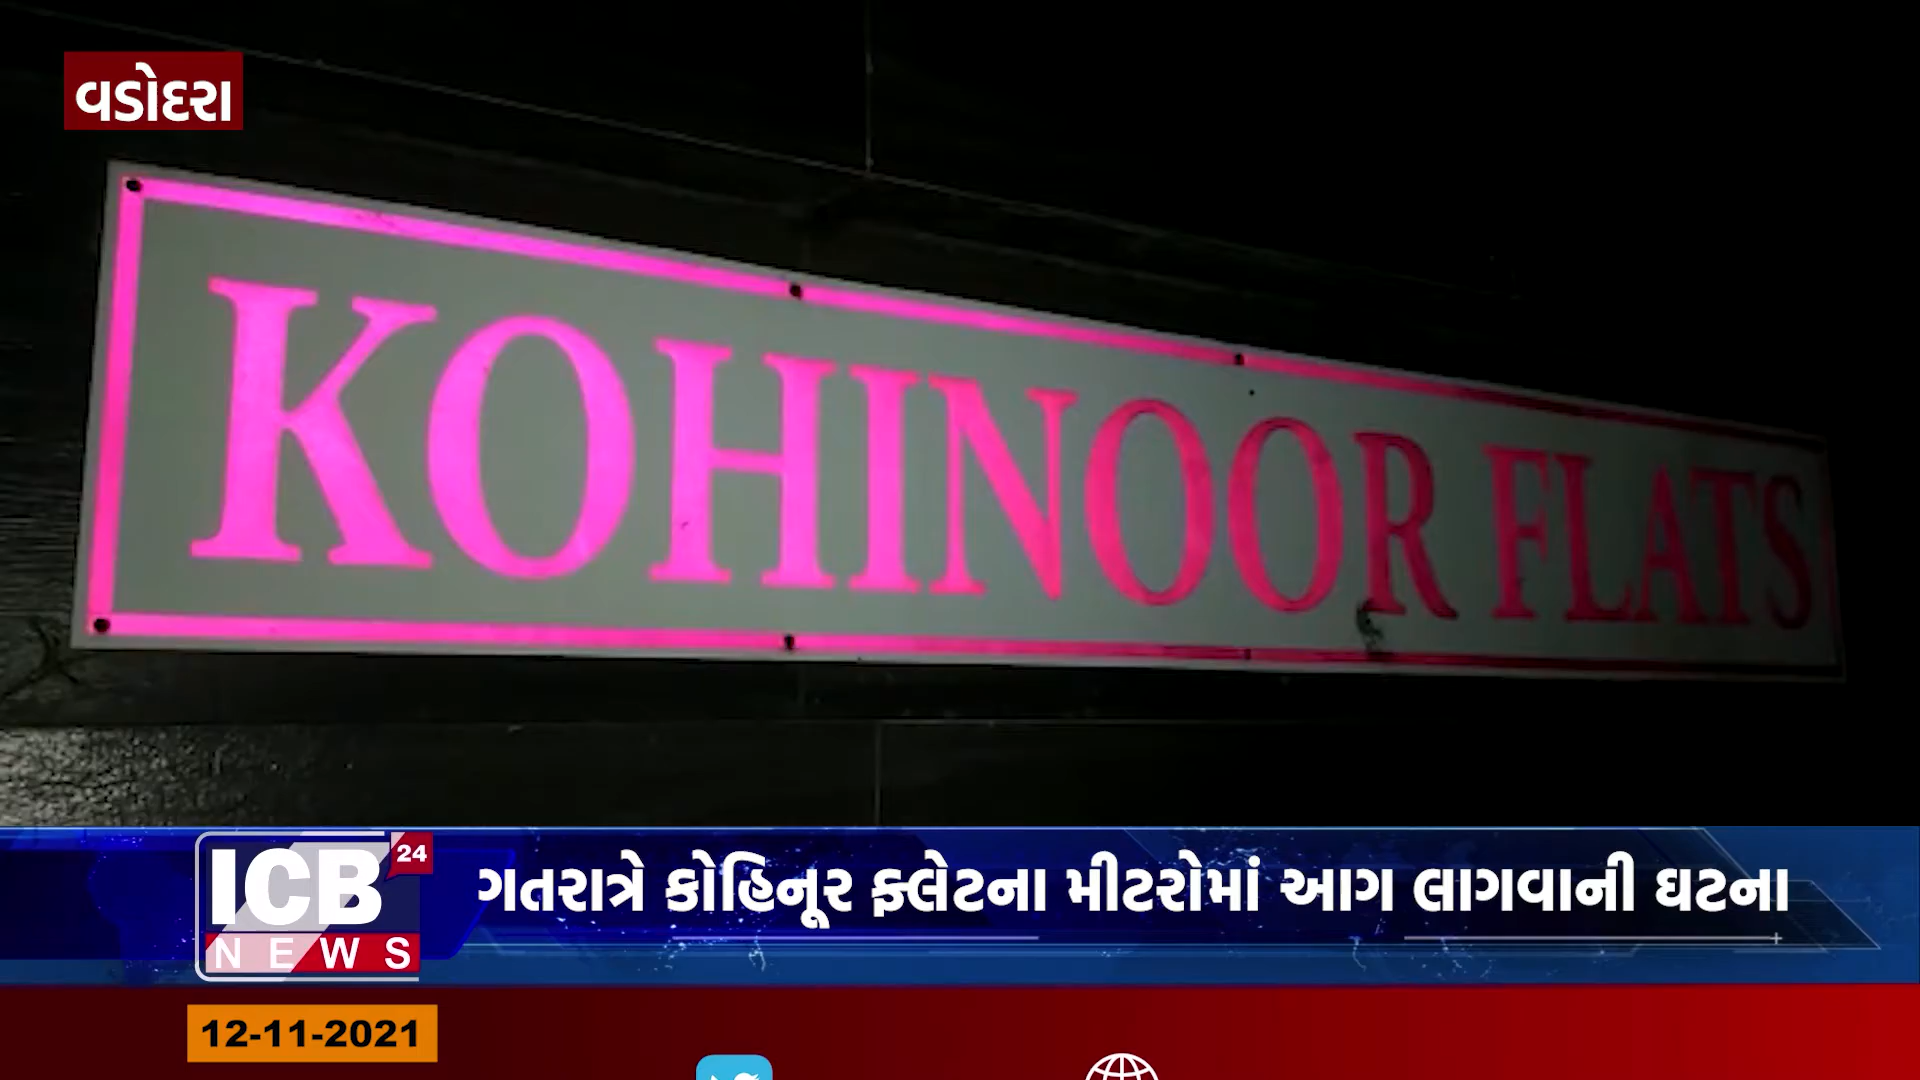 વડોદરા
KOHINOOR FLATS
ICB 24
NEWS
ગતરાત્રે કોહિનૂર ફ્લેટના મીટરોમાં આગ લાગવાની ઘટના
12-11-2021